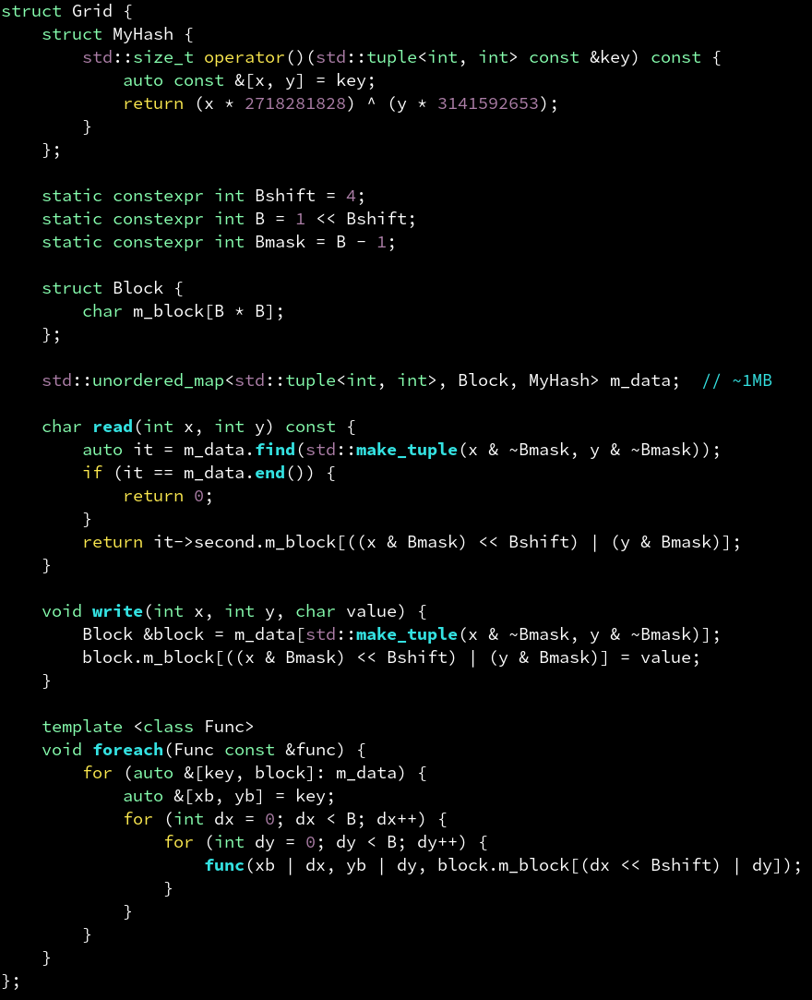 struct Grid {
    struct MyHash {
        std::size_t operator()(std::tuple<int, int> const &key) const {
            auto const &[x, y] = key;
            return (x * 2718281828) ^ (y * 3141592653);
        }
    };

    static constexpr int Bshift = 4;
    static constexpr int B = 1 << Bshift;
    static constexpr int Bmask = B - 1;

    struct Block {
        char m_block[B * B];
    };

    std::unordered_map<std::tuple<int, int>, Block, MyHash> m_data;  // ~1MB

    char read(int x, int y) const {
        auto it = m_data.find(std::make_tuple(x & ~Bmask, y & ~Bmask));
        if (it == m_data.end()) {
            return 0;
        }
        return it->second.m_block[((x & Bmask) << Bshift) | (y & Bmask)];
    }

    void write(int x, int y, char value) {
        Block &block = m_data[std::make_tuple(x & ~Bmask, y & ~Bmask)];
        block.m_block[((x & Bmask) << Bshift) | (y & Bmask)] = value;
    }

    template <class Func>
    void foreach(Func const &func) {
        for (auto &[key, block]: m_data) {
            auto &[xb, yb] = key;
            for (int dx = 0; dx < B; dx++) {
                for (int dy = 0; dy < B; dy++) {
                    func(xb | dx, yb | dy, block.m_block[(dx << Bshift) | dy]);
                }
            }
        }
    }
};